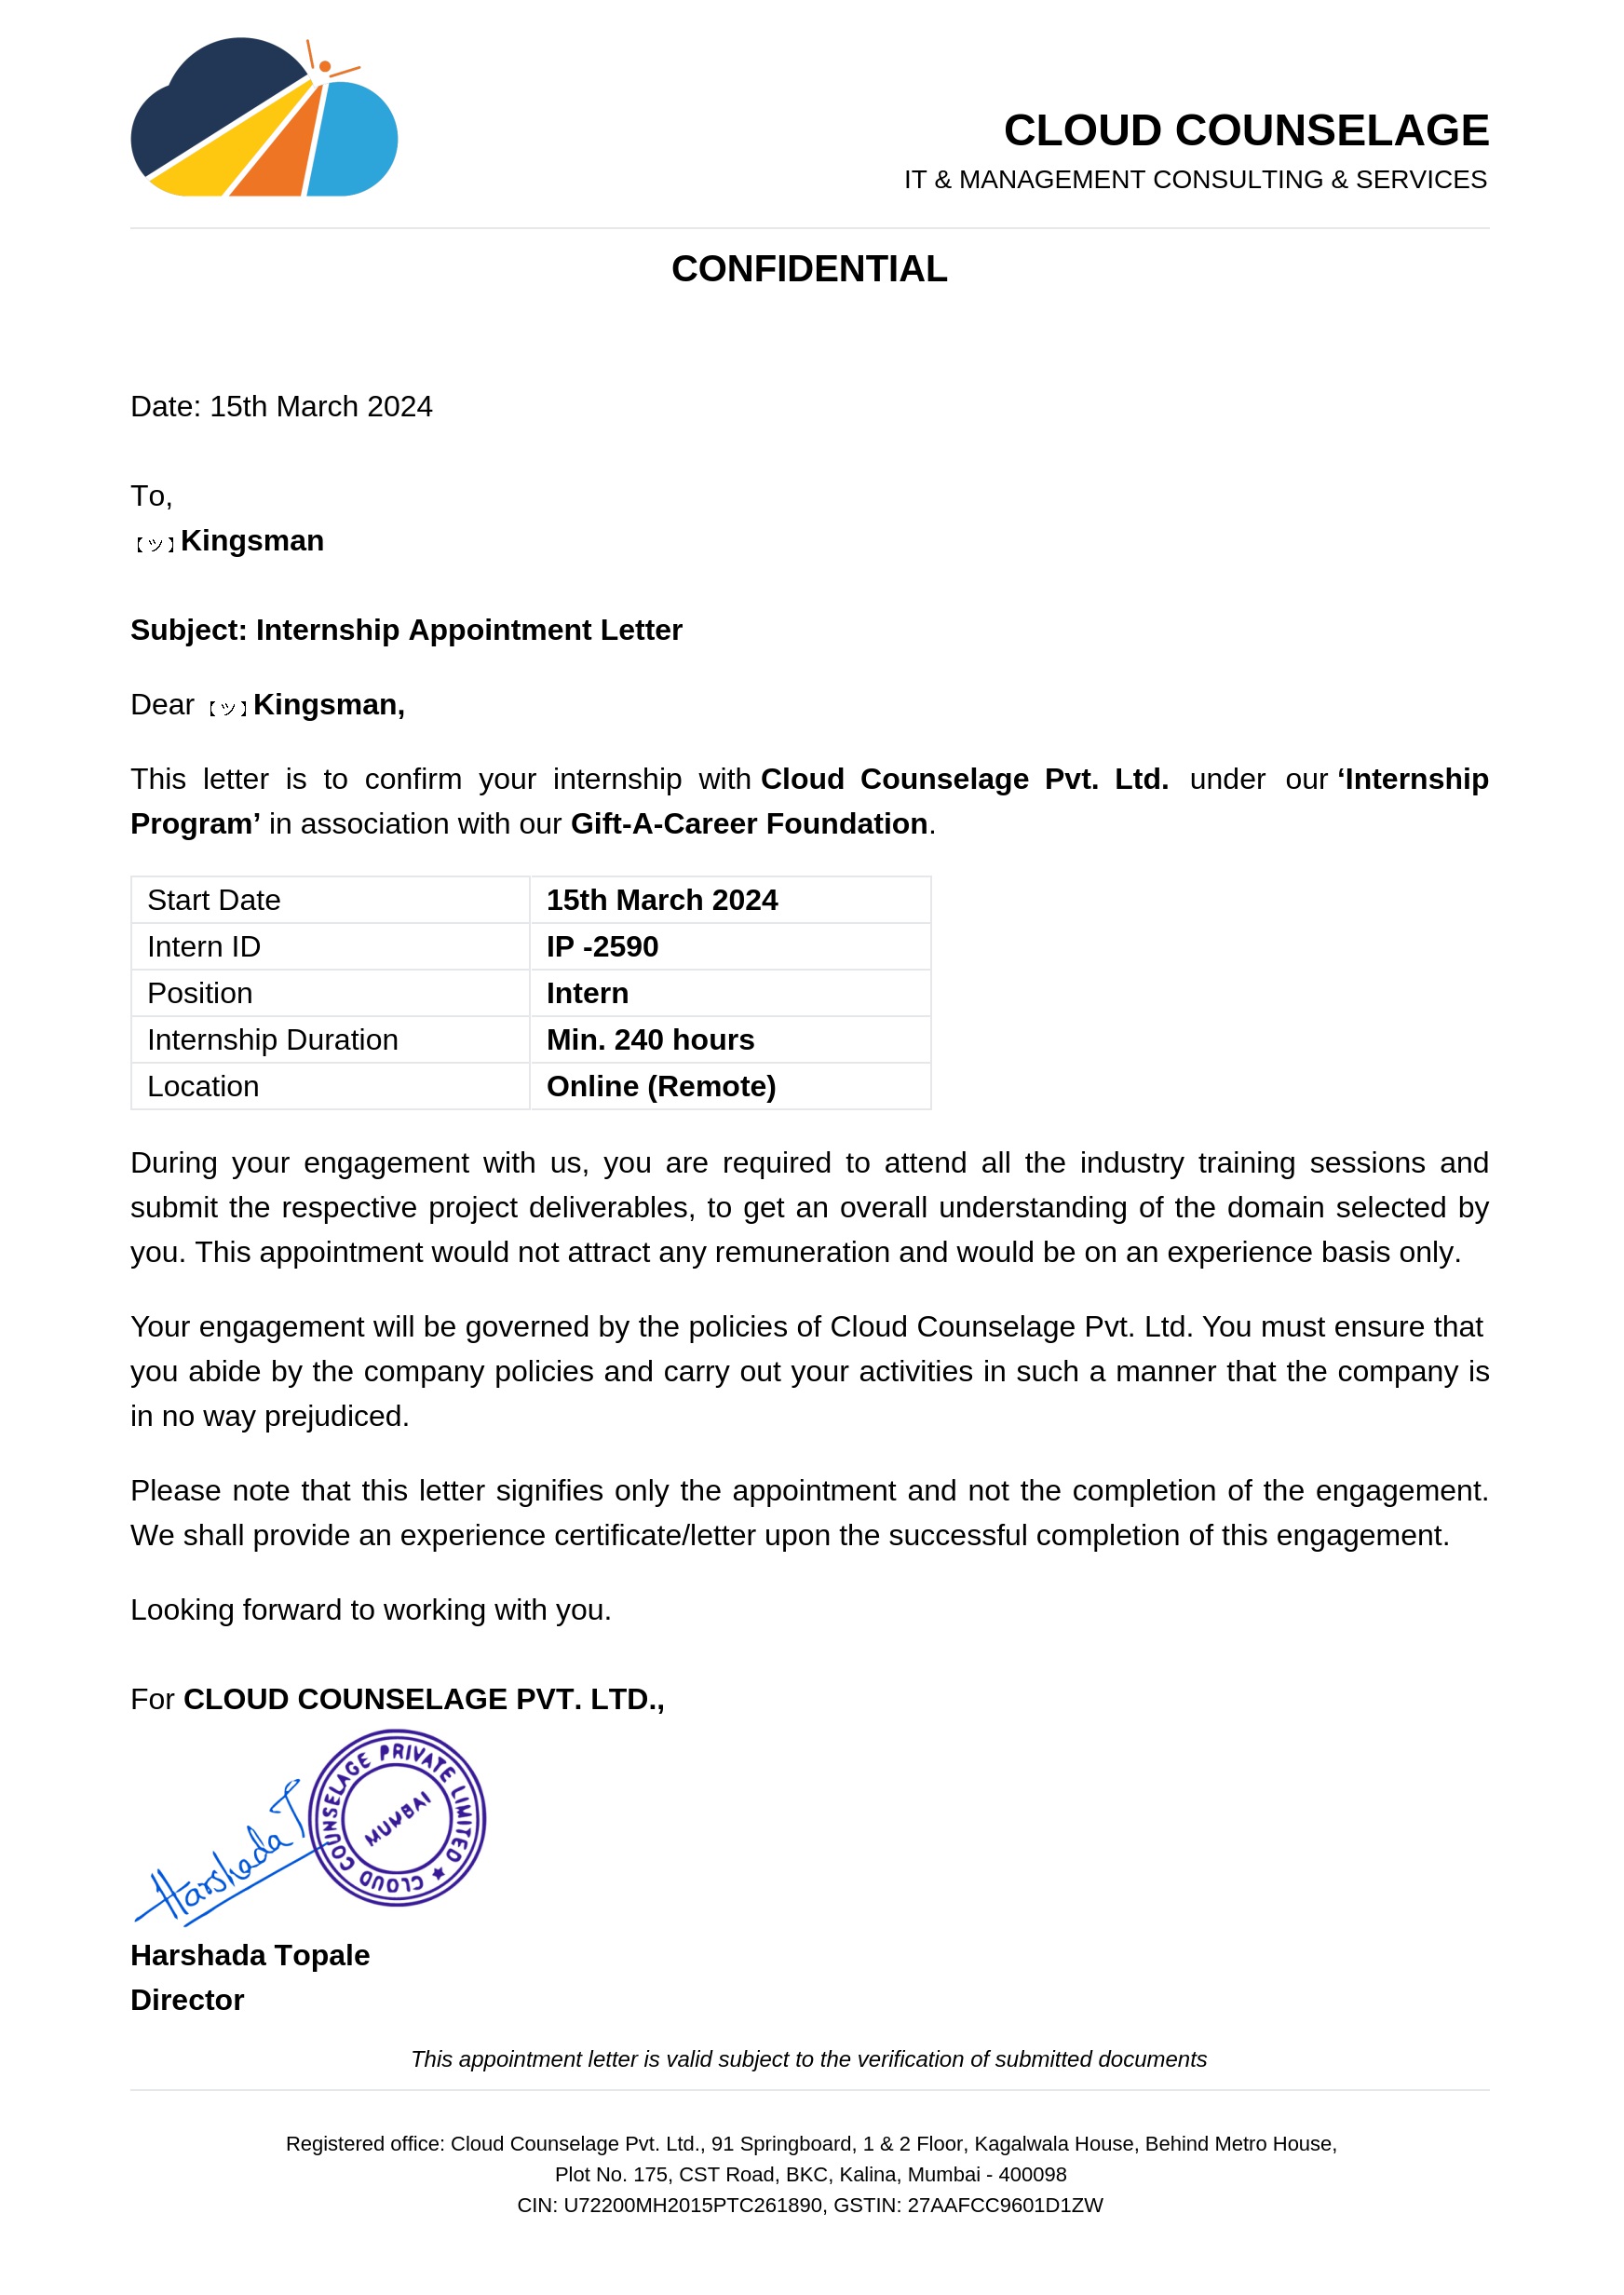 CLOUD COUNSELAGE
IT & MANAGEMENT CONSULTING & SERVICES
CONFIDENTIAL
Date: 15th March 2024
To,
【ツ】Kingsman
Subject: Internship Appointment Letter
Dear 【ツ】Kingsman,
This letter is to confirm your internship with Cloud Counselage Pvt. Ltd. under our ‘Internship
Program’ in association with our Gift-A-Career Foundation.
Start Date 15th March 2024
Intern ID IP -2590
Position Intern
Internship Duration Min. 240 hours
Location Online (Remote)
During your engagement with us, you are required to attend all the industry training sessions and
submit the respective project deliverables, to get an overall understanding of the domain selected by
you. This appointment would not attract any remuneration and would be on an experience basis only.
Your engagement will be governed by the policies of Cloud Counselage Pvt. Ltd. You must ensure that
you abide by the company policies and carry out your activities in such a manner that the company is
in no way prejudiced.
Please note that this letter signifies only the appointment and not the completion of the engagement.
We shall provide an experience certificate/letter upon the successful completion of this engagement.
Looking forward to working with you.
For CLOUD COUNSELAGE PVT. LTD.,
Harshada T
CLOUD COUNSELAGE PRIVATE LIMITED ★
MUMBAI
Harshada Topale
Director
This appointment letter is valid subject to the verification of submitted documents
Registered office: Cloud Counselage Pvt. Ltd., 91 Springboard, 1 & 2 Floor, Kagalwala House, Behind Metro House,
Plot No. 175, CST Road, BKC, Kalina, Mumbai - 400098
CIN: U72200MH2015PTC261890, GSTIN: 27AAFCC9601D1ZW